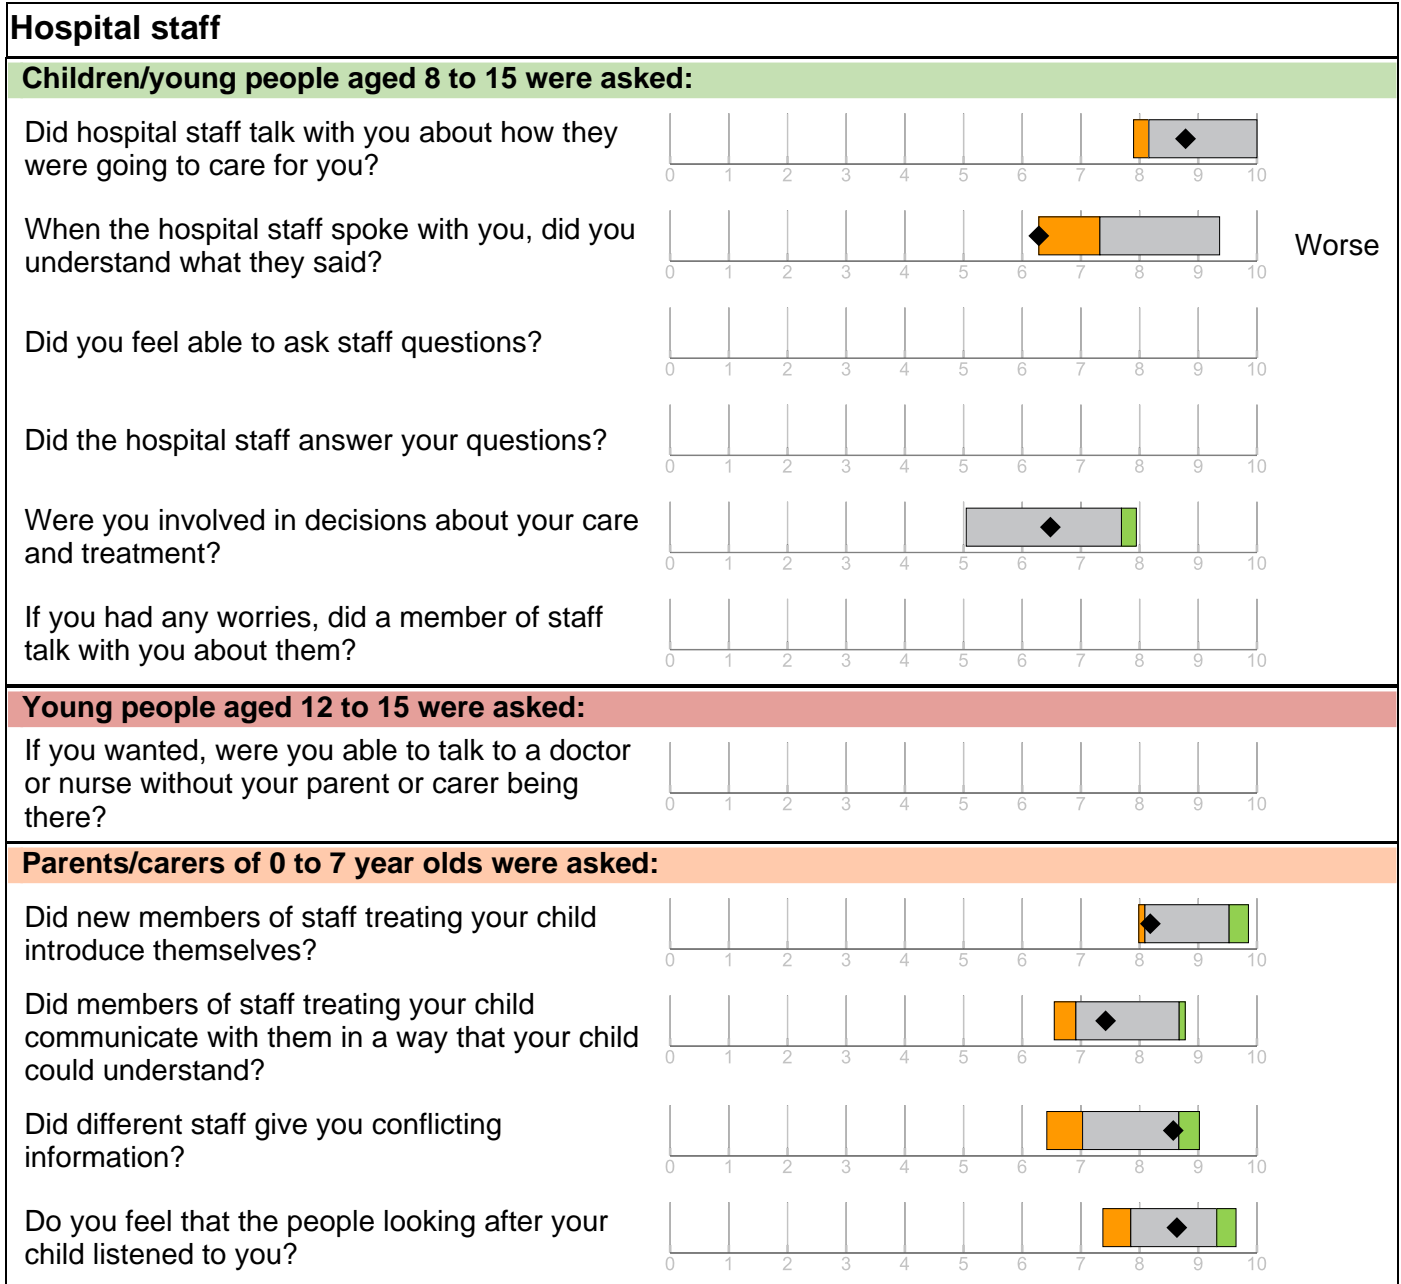 Hospital staff
Children/young people aged 8 to 15 were asked:
Did hospital staff talk with you about how they
were going to care for you?
0 1 2 3 4 5 6 7 8 9 10
When the hospital staff spoke with you, did you
understand what they said?
Worse
0 1 2 3 4 5 6 7 8 9 10
Did you feel able to ask staff questions?
0 1 2 3 4 5 6 7 8 9 10
Did the hospital staff answer your questions?
0 1 2 3 4 5 6 7 8 9 10
Were you involved in decisions about your care
and treatment?
0 1 2 3 4 5 6 7 8 9 10
If you had any worries, did a member of staff
talk with you about them?
0 1 2 3 4 5 6 7 8 9 10
Young people aged 12 to 15 were asked:
If you wanted, were you able to talk to a doctor
or nurse without your parent or carer being
there?
0 1 2 3 4 5 6 7 8 9 10
Parents/carers of 0 to 7 year olds were asked:
Did new members of staff treating your child
introduce themselves?
0 1 2 3 4 5 6 7 8 9 10
Did members of staff treating your child
communicate with them in a way that your child
could understand?
0 1 2 3 4 5 6 7 8 9 10
Did different staff give you conflicting
information?
0 1 2 3 4 5 6 7 8 9 10
Do you feel that the people looking after your
child listened to you?
0 1 2 3 4 5 6 7 8 9 10